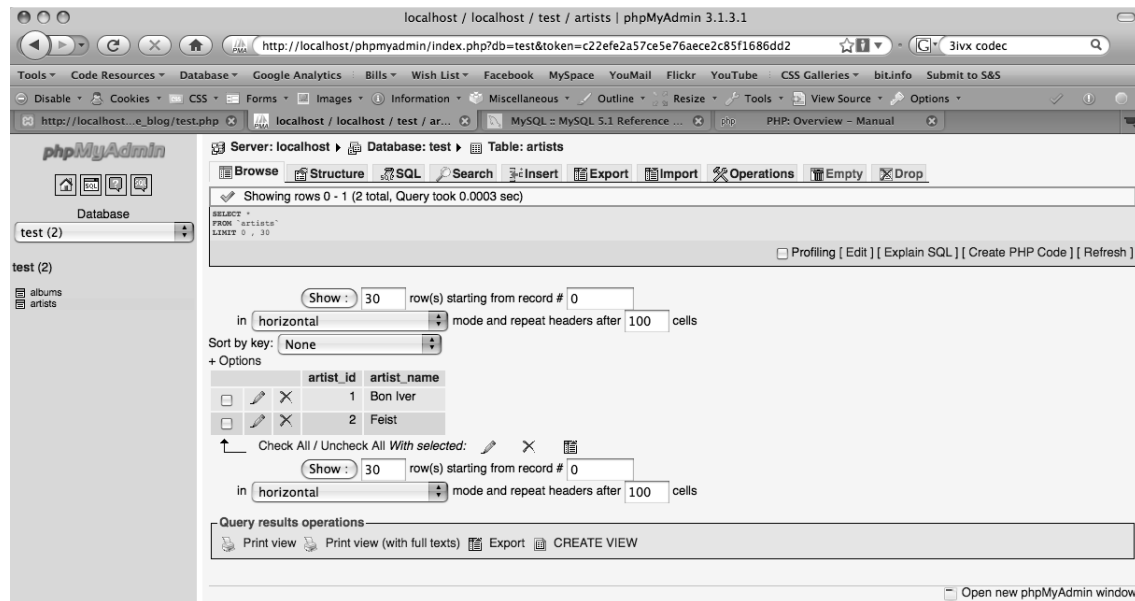 localhost / localhost / test / artists | phpMyAdmin 3.1.3.1
http://localhost/phpmyadmin/index.php?db=test&token=c22efe2a57ce5e76aece2c85f1686dd2
3ivx codec
Tools Code Resources Database Google Analytics Bills Wish List Facebook MySpace YouMail Flickr YouTube CSS Galleries bit.info Submit to S&S
Disable Cookies CSS Forms Images Information Miscellaneous Outline Resize Tools View Source Options
http://localhost...e_blog/test.php localhost / localhost / test / ar... MySQL :: MySQL 5.1 Reference ... php PHP: Overview – Manual
phpMyAdmin
SQL
Database
test (2)
test (2)
albums
artists
Server: localhost Database: test Table: artists
Browse Structure SQL Search Insert Export Import Operations Empty Drop
Showing rows 0 - 1 (2 total, Query took 0.0003 sec)
SELECT *
FROM `artists`
LIMIT 0 , 30
Profiling [ Edit ] [ Explain SQL ] [ Create PHP Code ] [ Refresh ]
Show : 30 row(s) starting from record # 0
in horizontal mode and repeat headers after 100 cells
Sort by key: None
+ Options
artist_id artist_name
1 Bon Iver
2 Feist
Check All / Uncheck All With selected:
Show : 30 row(s) starting from record # 0
in horizontal mode and repeat headers after 100 cells
Query results operations
Print view Print view (with full texts) Export CREATE VIEW
Open new phpMyAdmin window